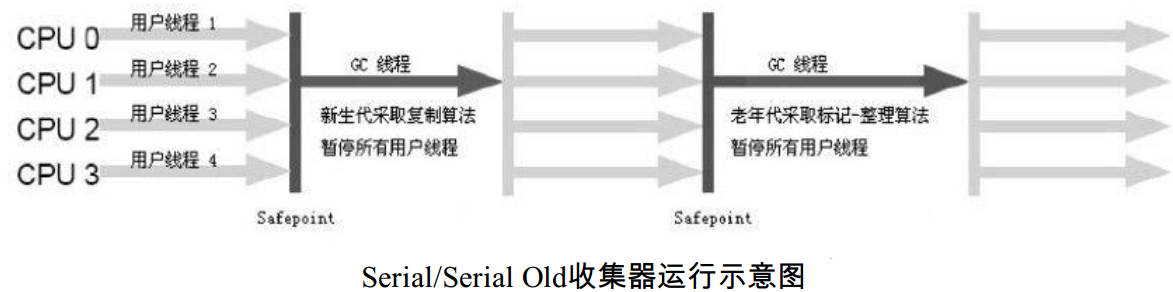 CPU 0 用户线程 1
CPU 1 用户线程 2
CPU 2 用户线程 3
CPU 3 用户线程 4
GC 线程
新生代采取复制算法
暂停所有用户线程
Safepoint
GC 线程
老年代采取标记-整理算法
暂停所有用户线程
Safepoint
Serial/Serial Old收集器运行示意图